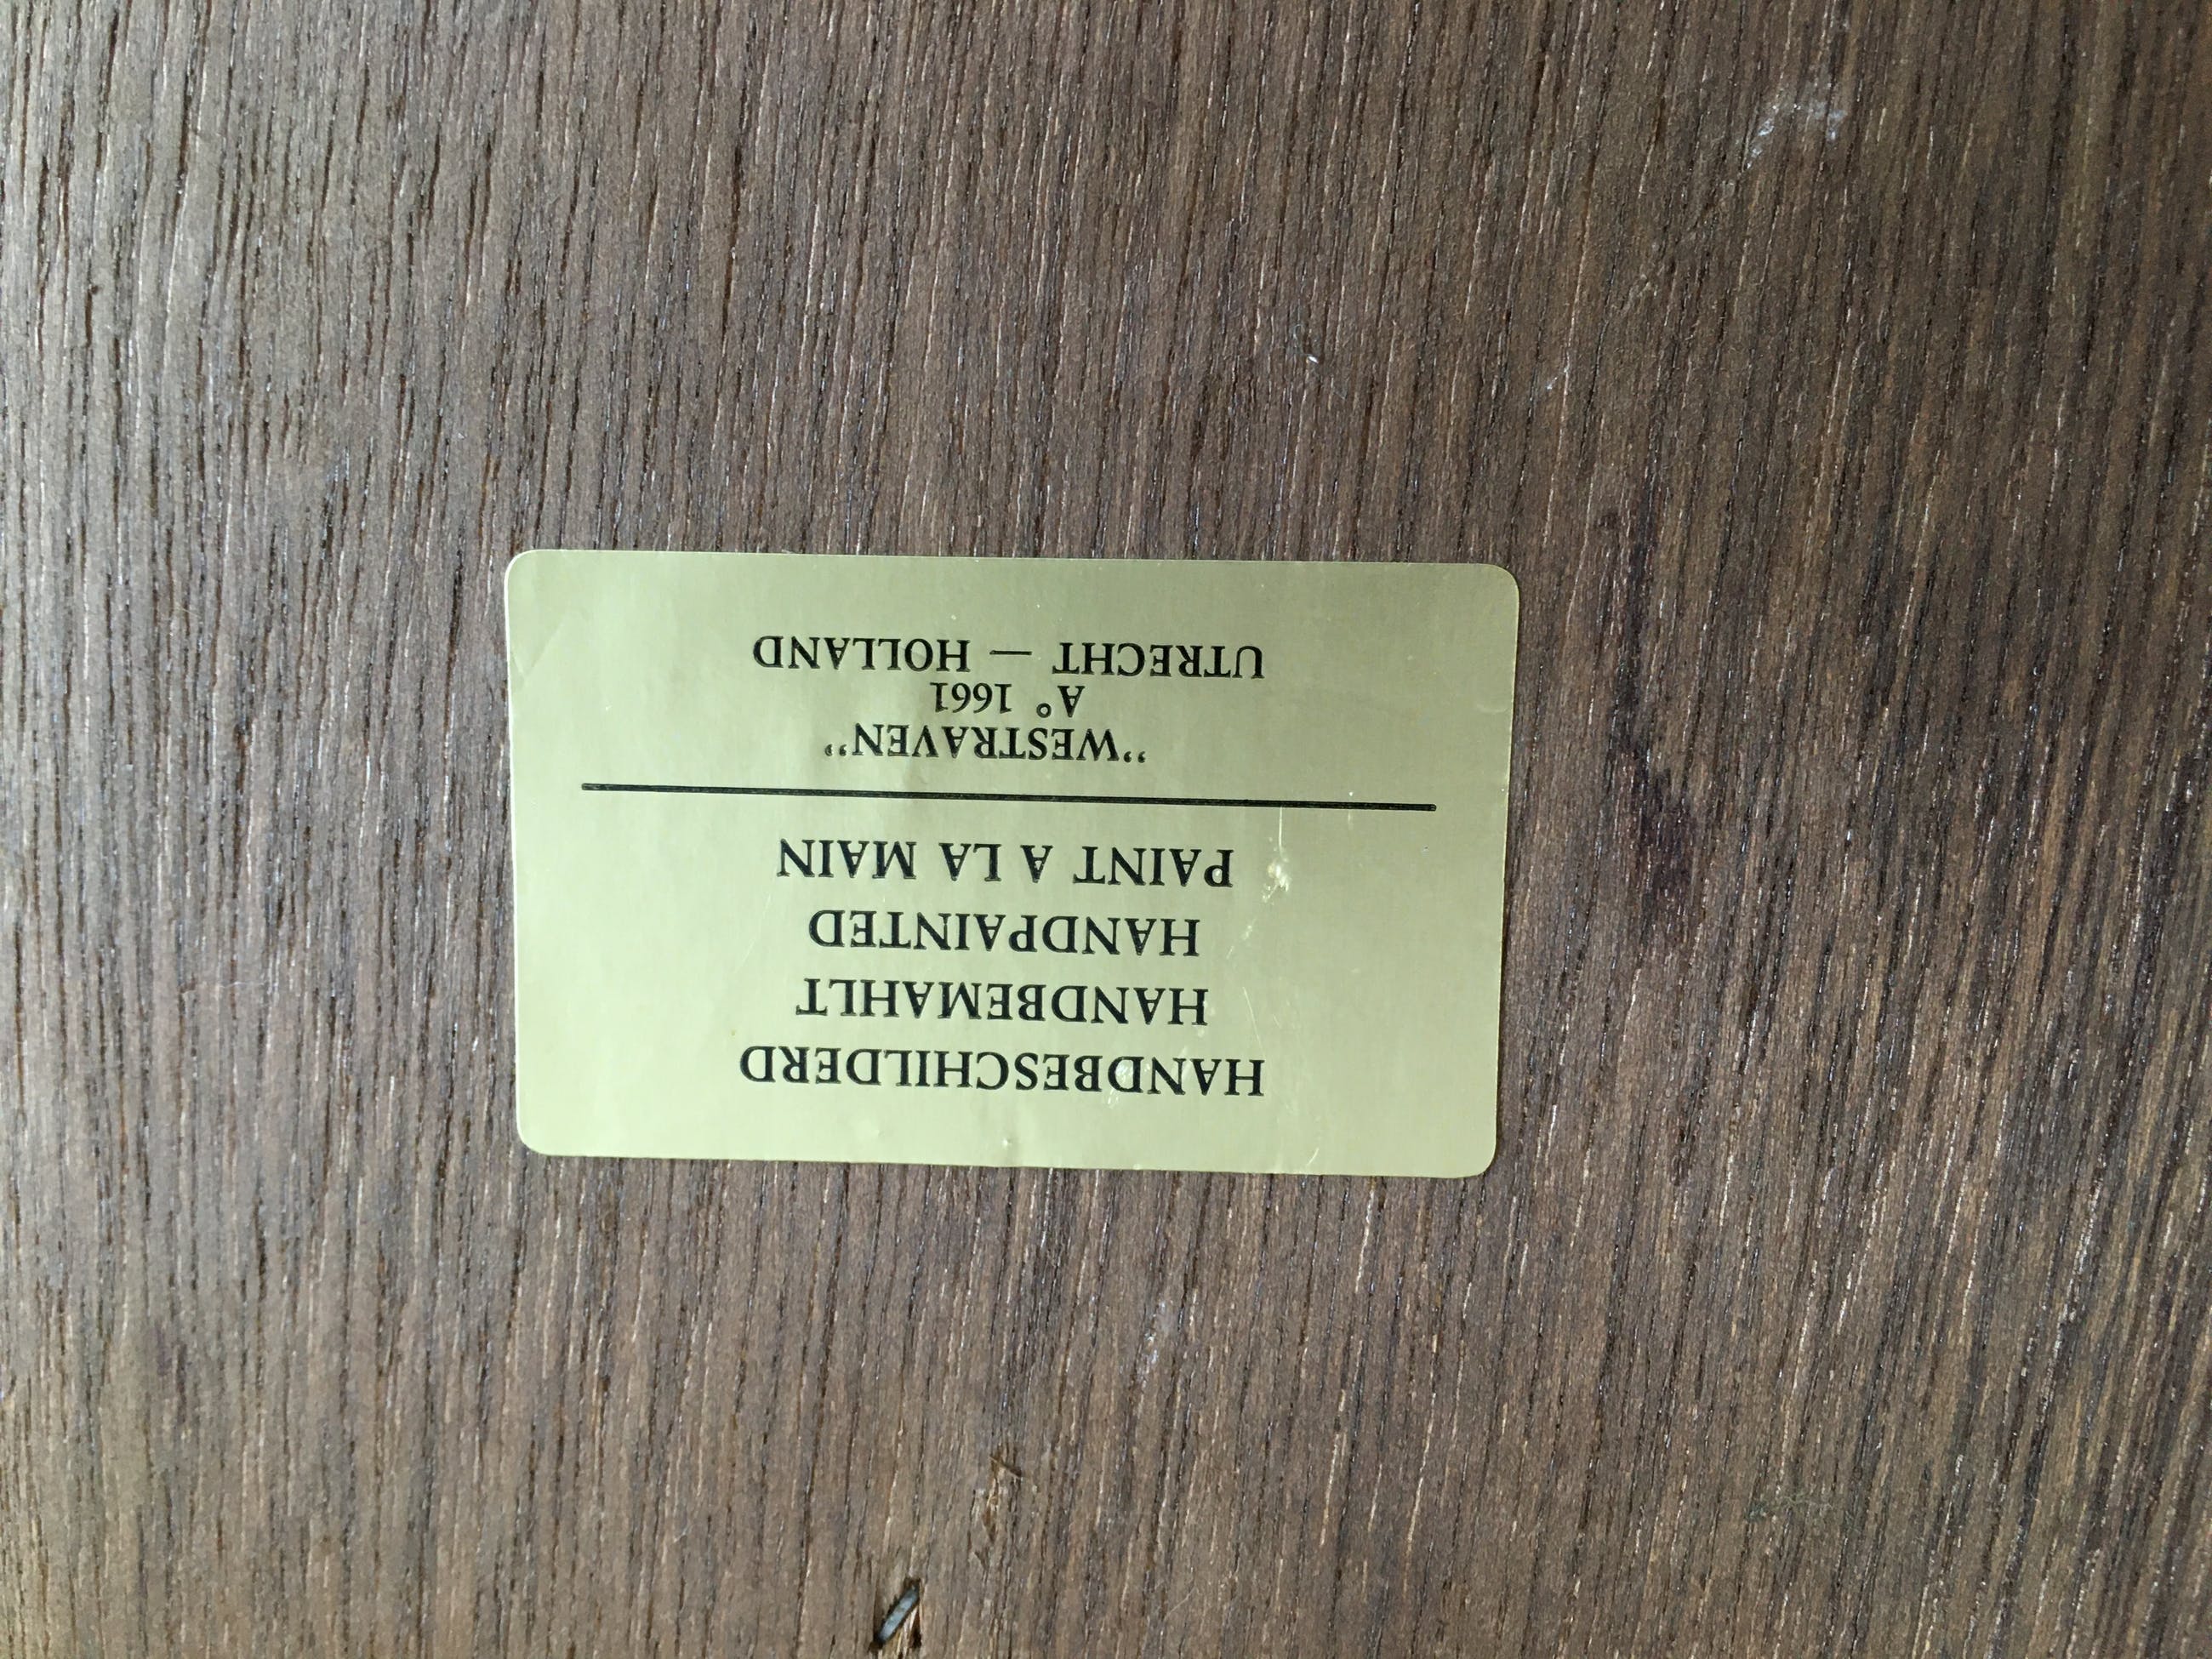 HANDBESCHILDERD
HANDBEMAHLT
HANDPAINTED
PAINT A LA MAIN
"WESTRAVEN"
A° 1661
UTRECHT — HOLLAND